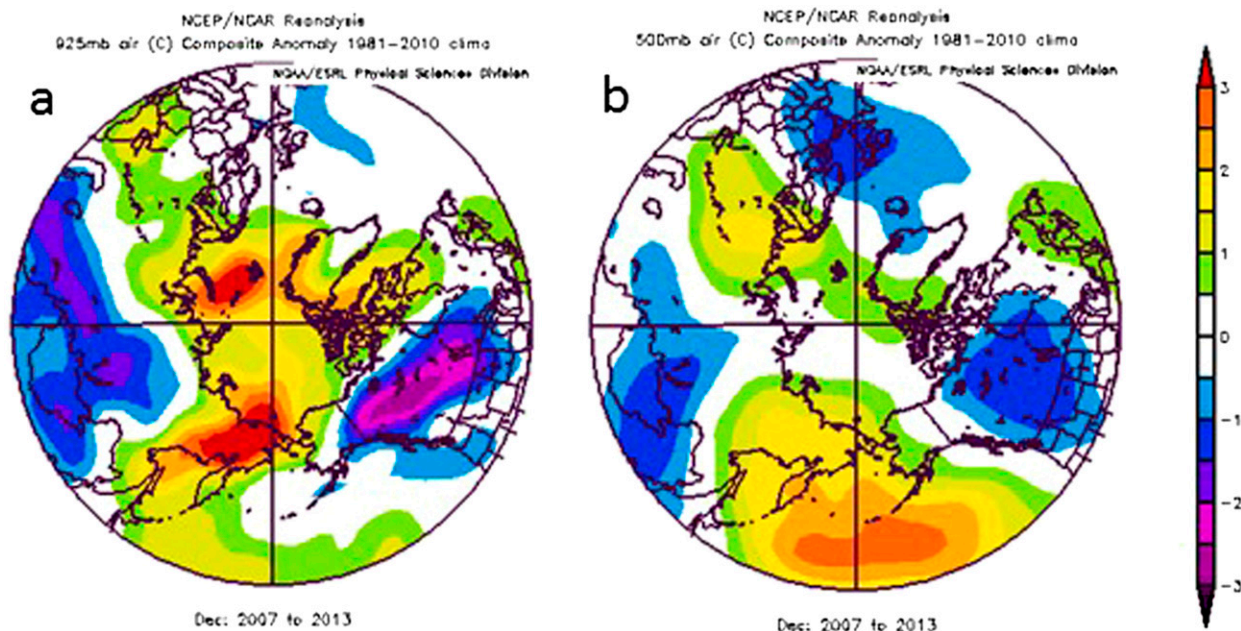 NCEP/NCAR Reanalysis
925mb air (C) Composite Anomaly 1981-2010 clima
NOAA/ESRL Physical Sciences Division
a
Dec: 2007 to 2013
NCEP/NCAR Reanalysis
500mb air (C) Composite Anomaly 1981-2010 clima
NOAA/ESRL Physical Sciences Division
b
Dec: 2007 to 2013
3
2
1
0
-1
-2
-3